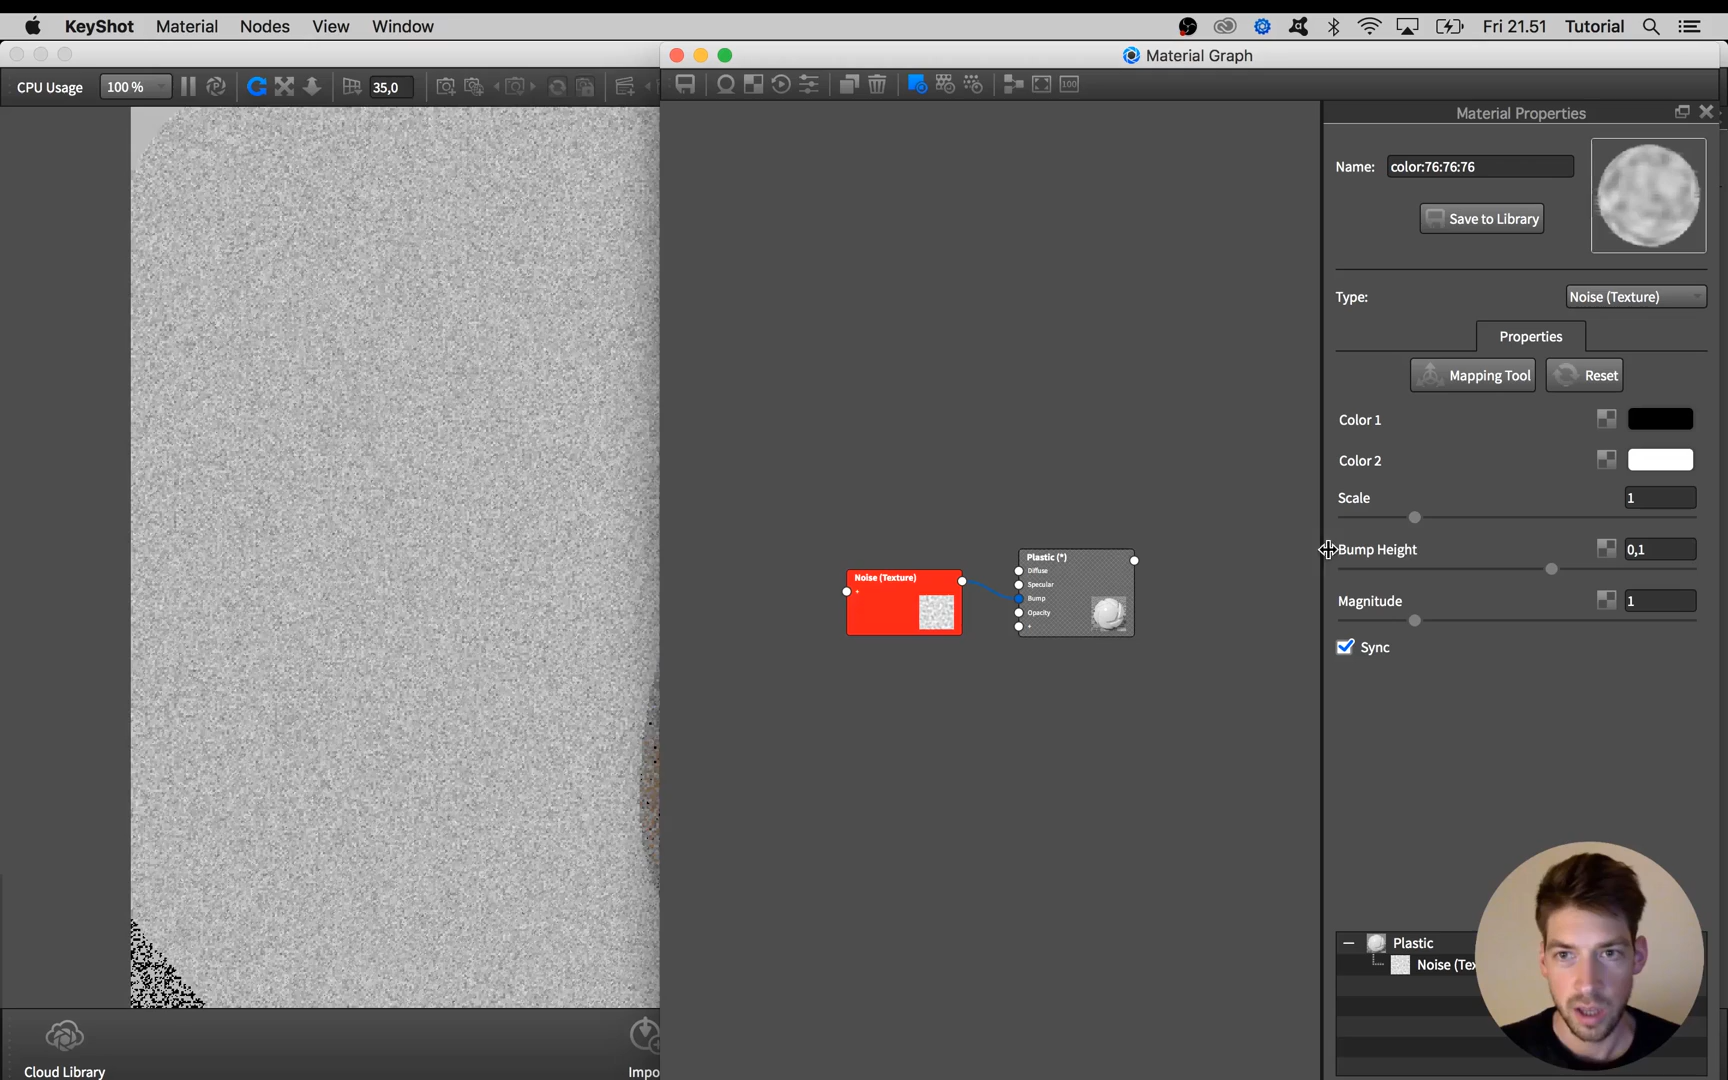 KeyShot Material Nodes View Window Fri 21.51 Tutorial
Material Graph
CPU Usage 100 % 35,0 100
Material Properties
Name: color:76:76:76
Save to Library
Type: Noise (Texture)
Properties
Mapping Tool Reset
Color 1
Color 2
Scale 1
Bump Height 0,1
Magnitude 1
Sync
Noise (Texture)
+
Plastic (*)
Diffuse
Specular
Bump
Opacity
+
Plastic
Noise (Tex
Cloud Library
Impo